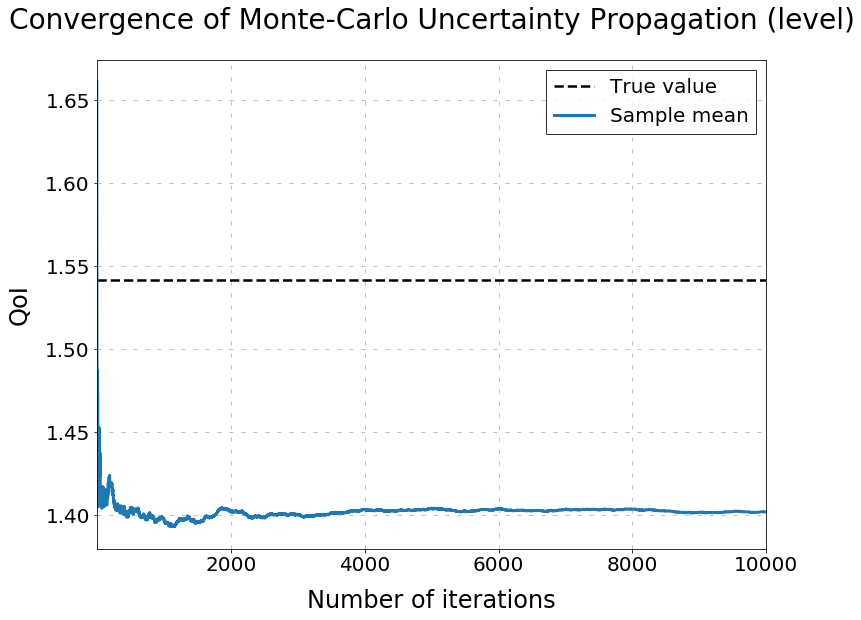 Convergence of Monte-Carlo Uncertainty Propagation (level)
True value
Sample mean
1.65
1.60
1.55
1.50
1.45
1.40
QoI
2000
4000
6000
8000
10000
Number of iterations